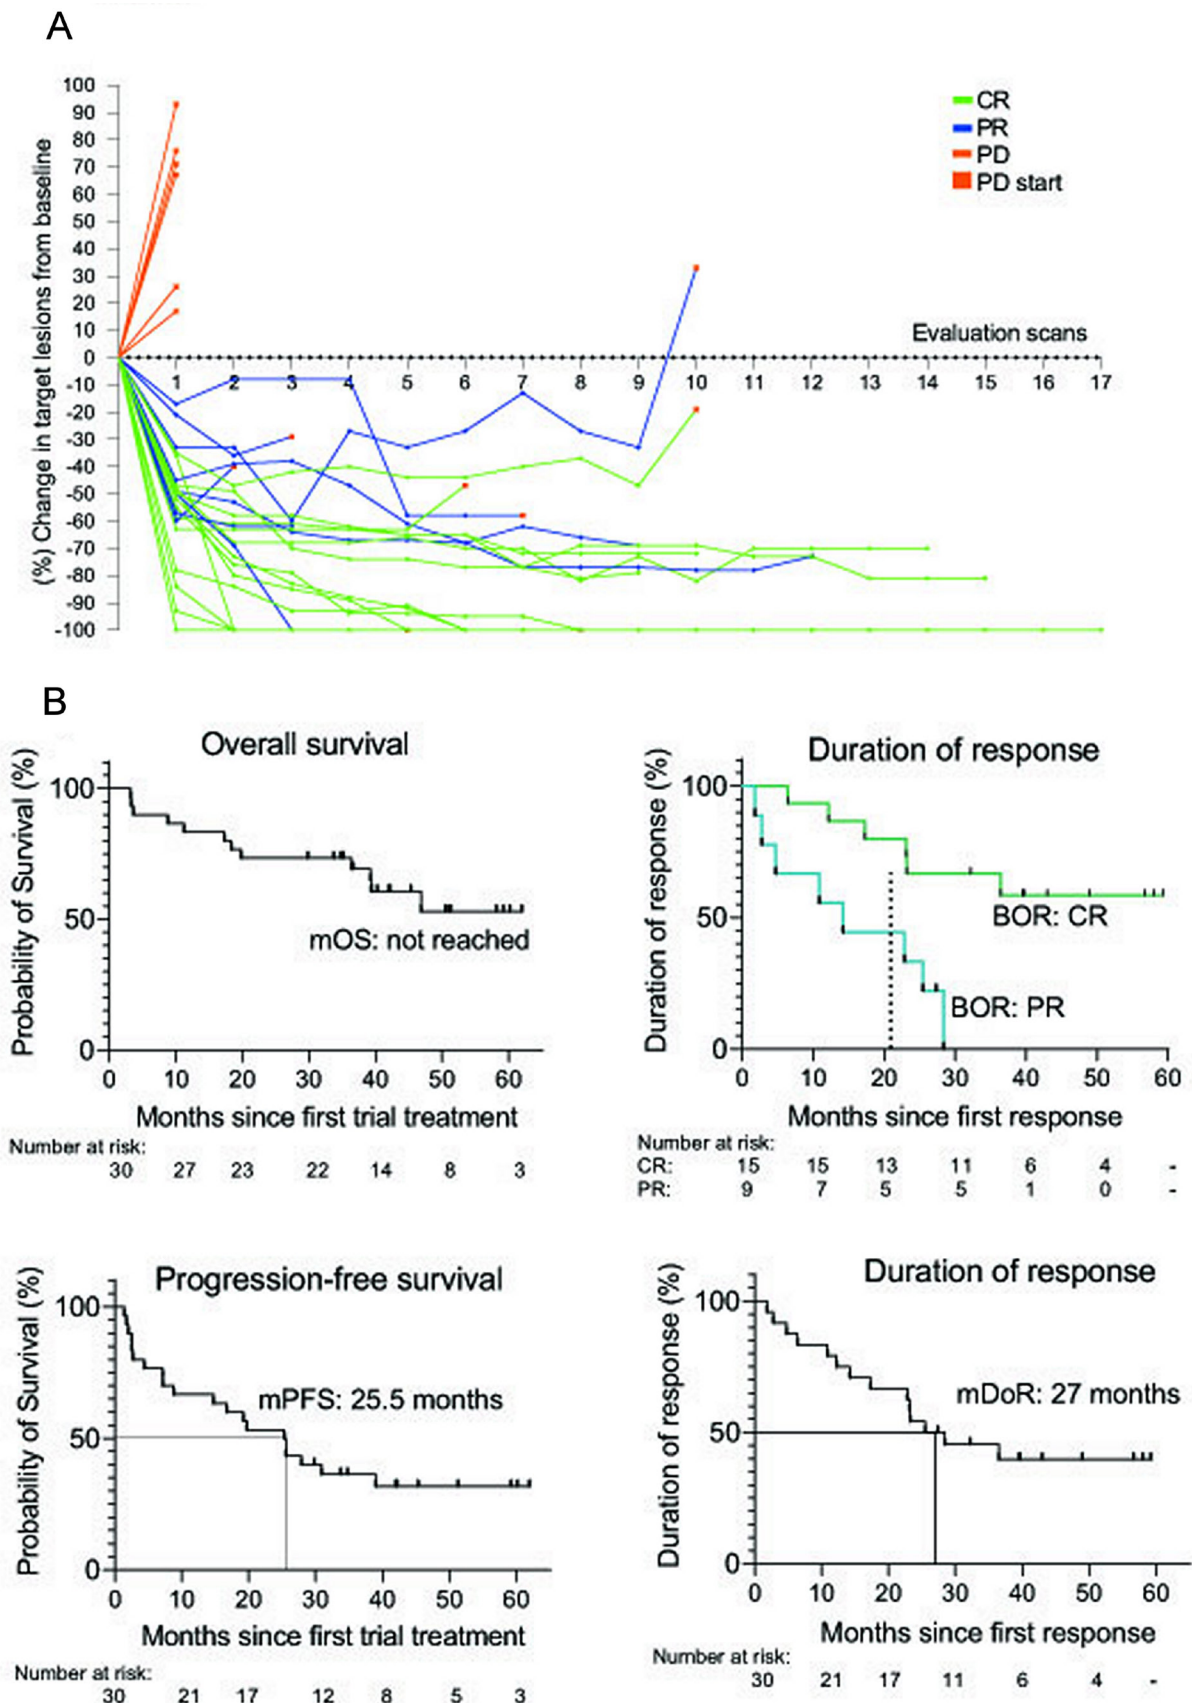 A
(%) Change in target lesions from baseline
100
90
80
70
60
50
40
30
20
10
0
-10
-20
-30
-40
-50
-60
-70
-80
-90
-100
CR
PR
PD
PD start
Evaluation scans
1 2 3 4 5 6 7 8 9 10 11 12 13 14 15 16 17
B
Overall survival
Probability of Survival (%)
100
50
0
mOS: not reached
0 10 20 30 40 50 60
Months since first trial treatment
Number at risk:
30 27 23 22 14 8 3
Duration of response
Duration of response (%)
100
50
0
BOR: CR
BOR: PR
0 10 20 30 40 50 60
Months since first response
Number at risk:
CR: 15 15 13 11 6 4 -
PR: 9 7 5 5 1 0 -
Progression-free survival
Probability of Survival (%)
100
50
0
mPFS: 25.5 months
0 10 20 30 40 50 60
Months since first trial treatment
Number at risk:
30 21 17 12 8 5 3
Duration of response
Duration of response (%)
100
50
0
mDoR: 27 months
0 10 20 30 40 50 60
Months since first response
Number at risk:
30 21 17 11 6 4 -